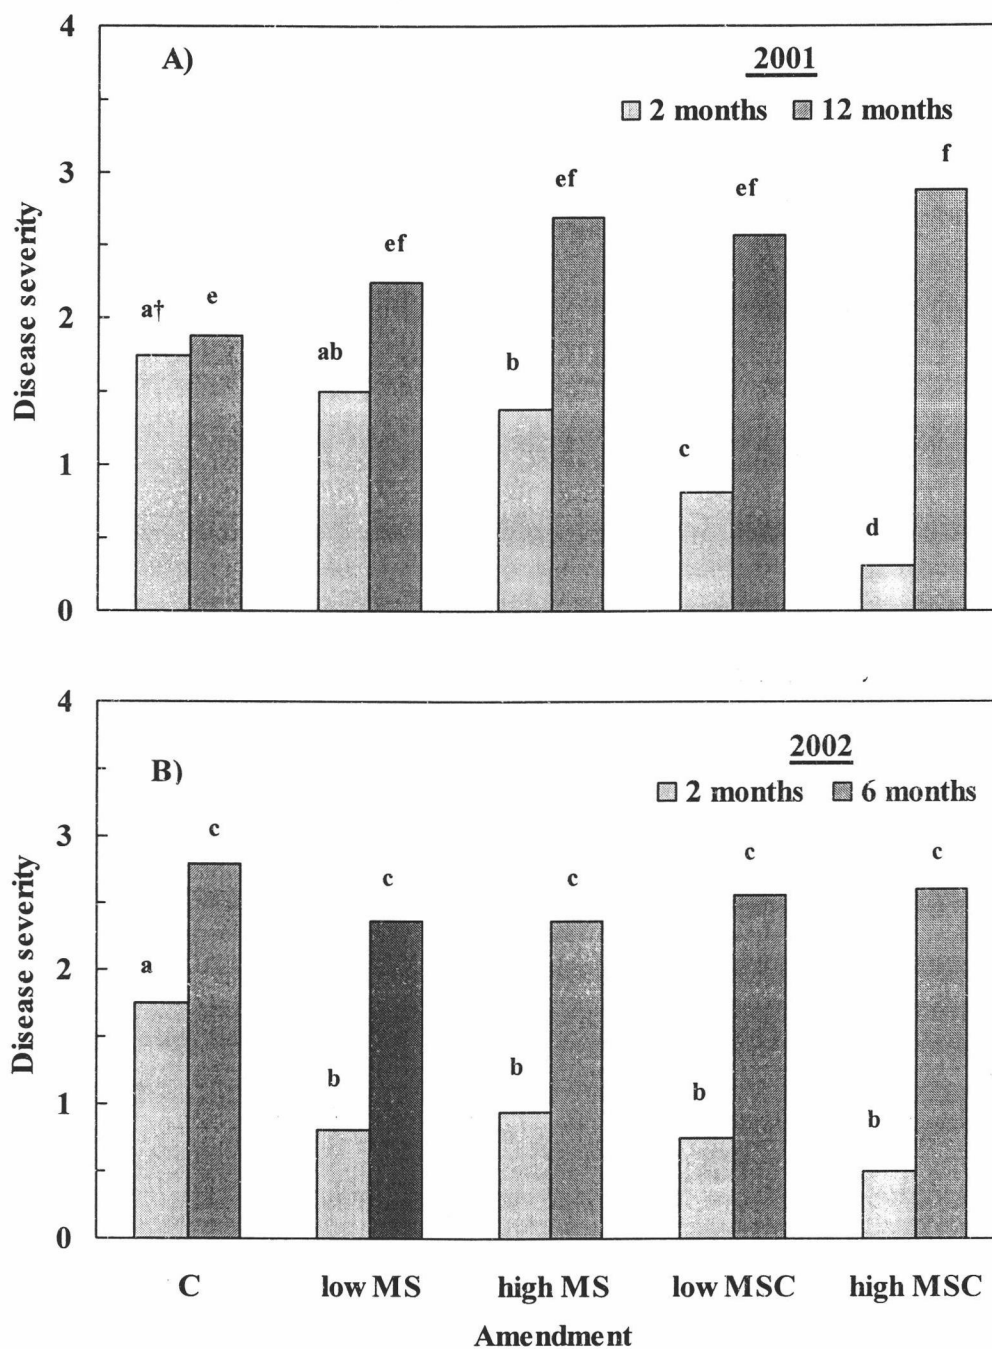 4
A)
2001
2 months 12 months
3
f
ef
ef
ef
Disease severity
2
a† e
ab
b
1
c
d
0
4
2002
B)
2 months 6 months
3
c
c
c
c
c
Disease severity
2
a
1
b
b
b
b
0
C low MS high MS low MSC high MSC
Amendment